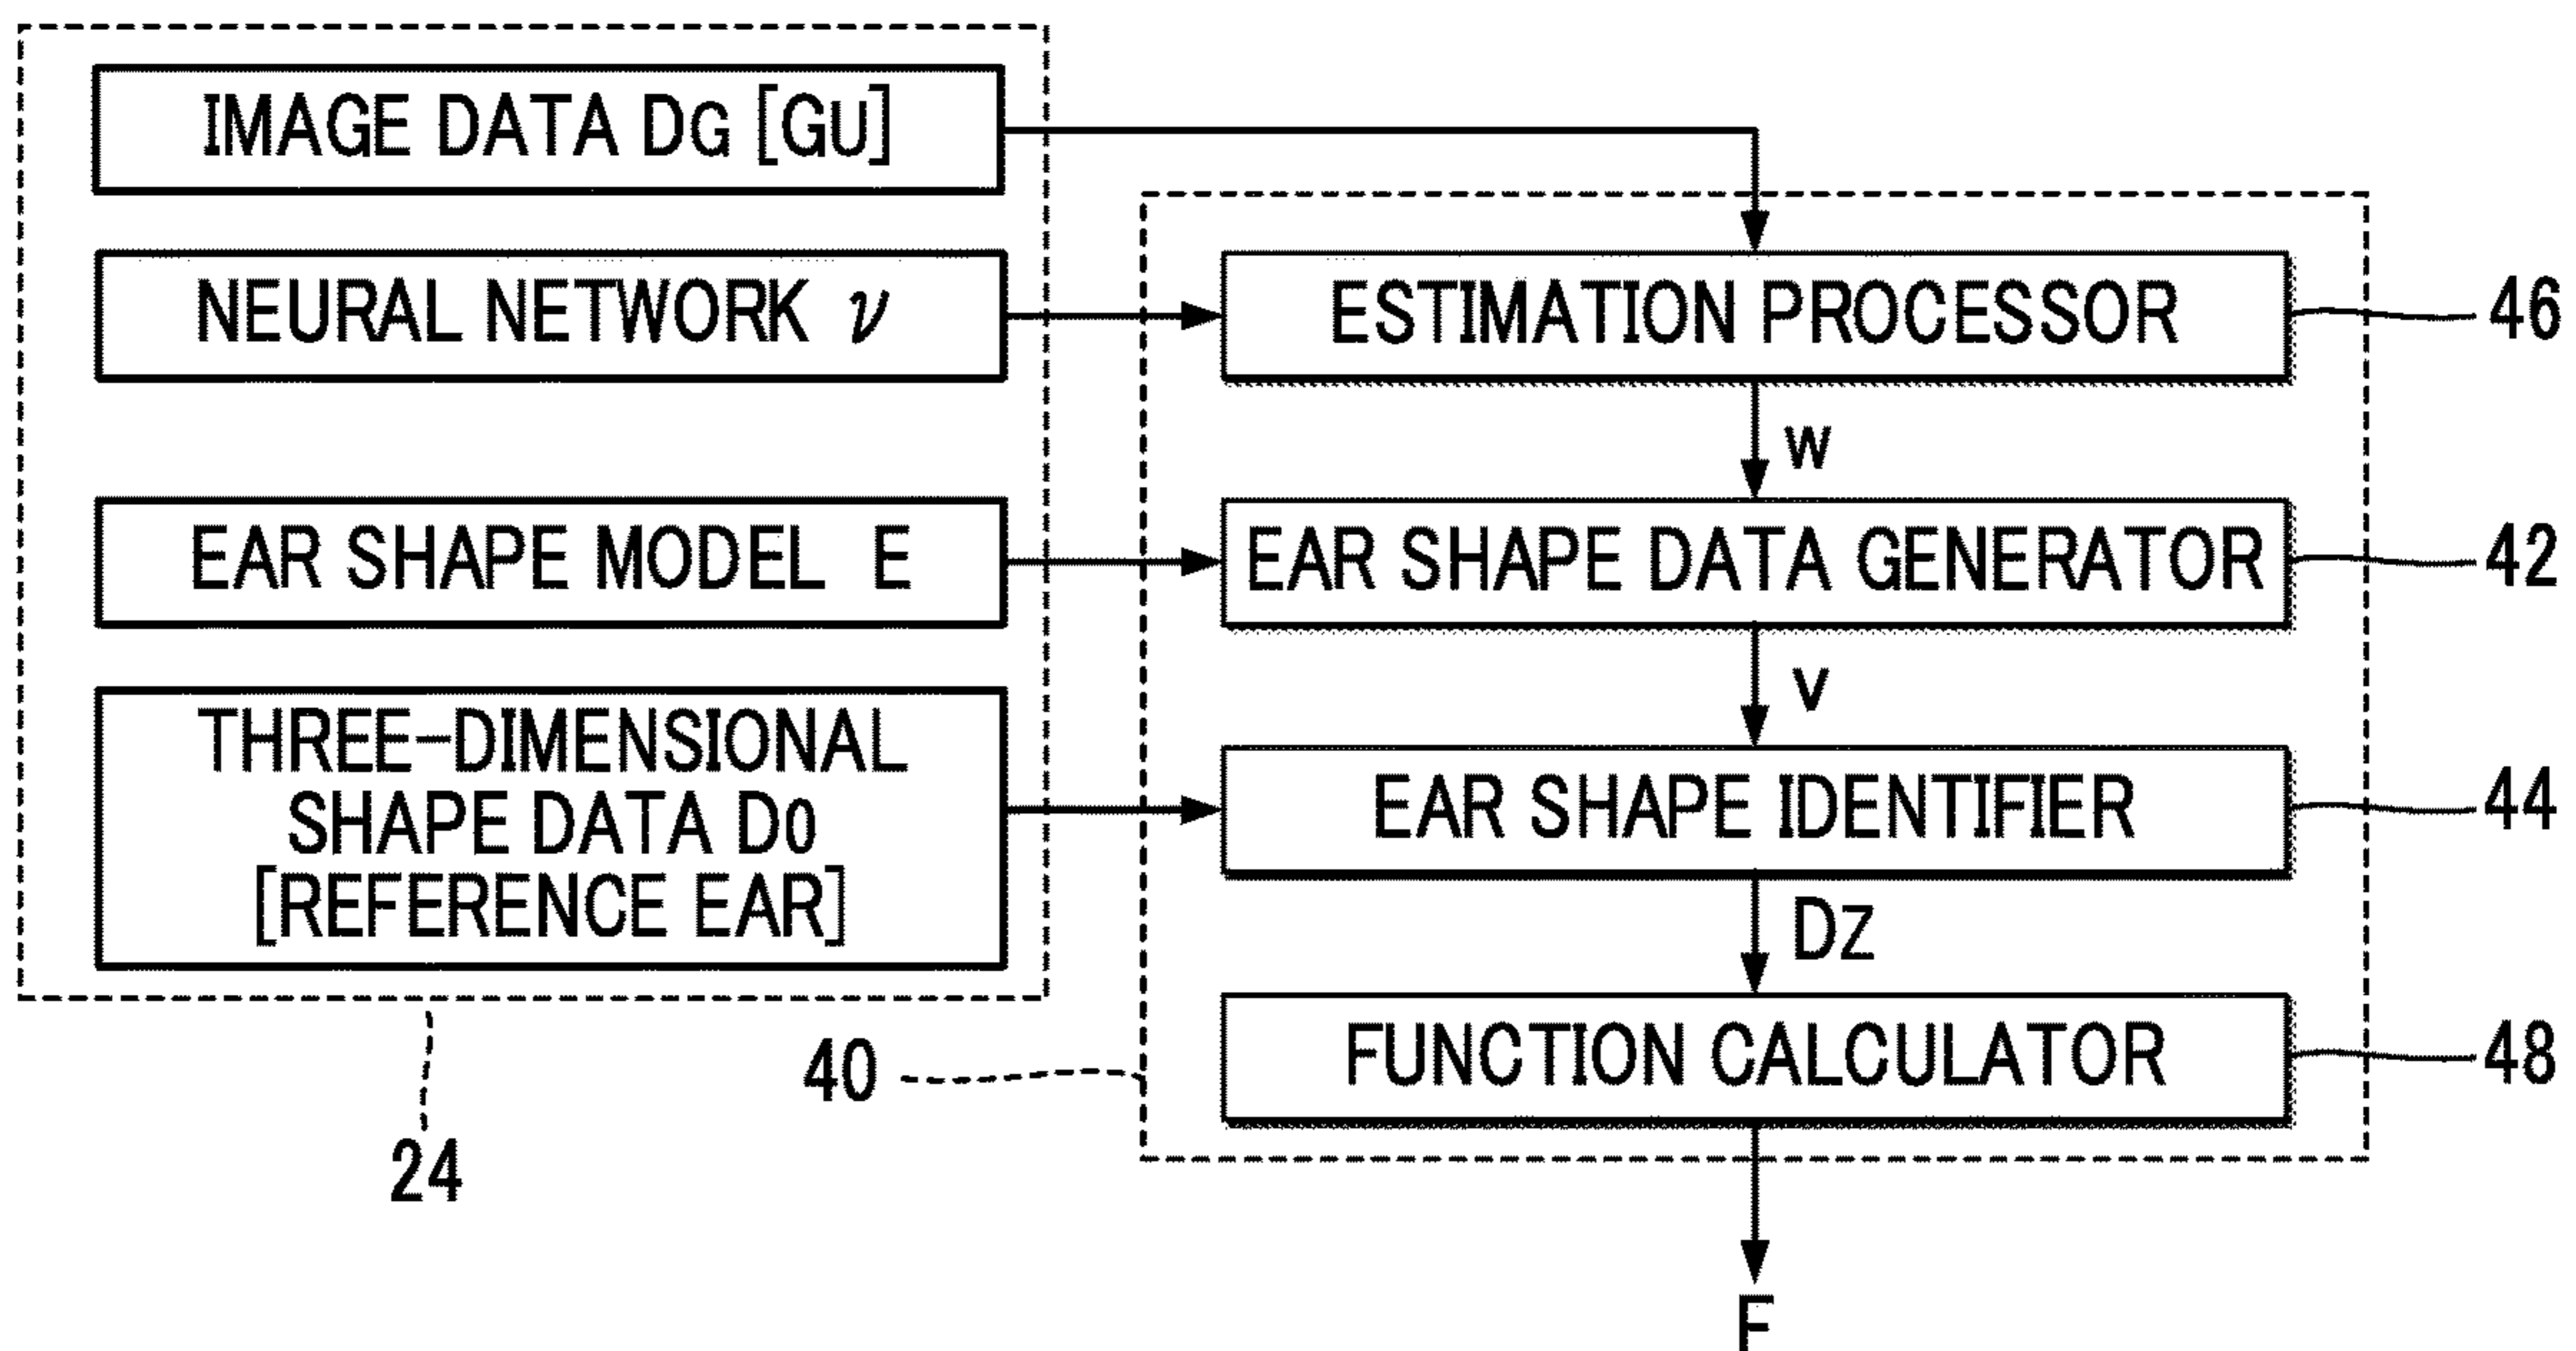 IMAGE DATA DG [GU]
NEURAL NETWORK ν
EAR SHAPE MODEL E
THREE-DIMENSIONAL
SHAPE DATA D0
[REFERENCE EAR]
24
40
ESTIMATION PROCESSOR
46
w
EAR SHAPE DATA GENERATOR
42
v
EAR SHAPE IDENTIFIER
44
DZ
FUNCTION CALCULATOR
48
F